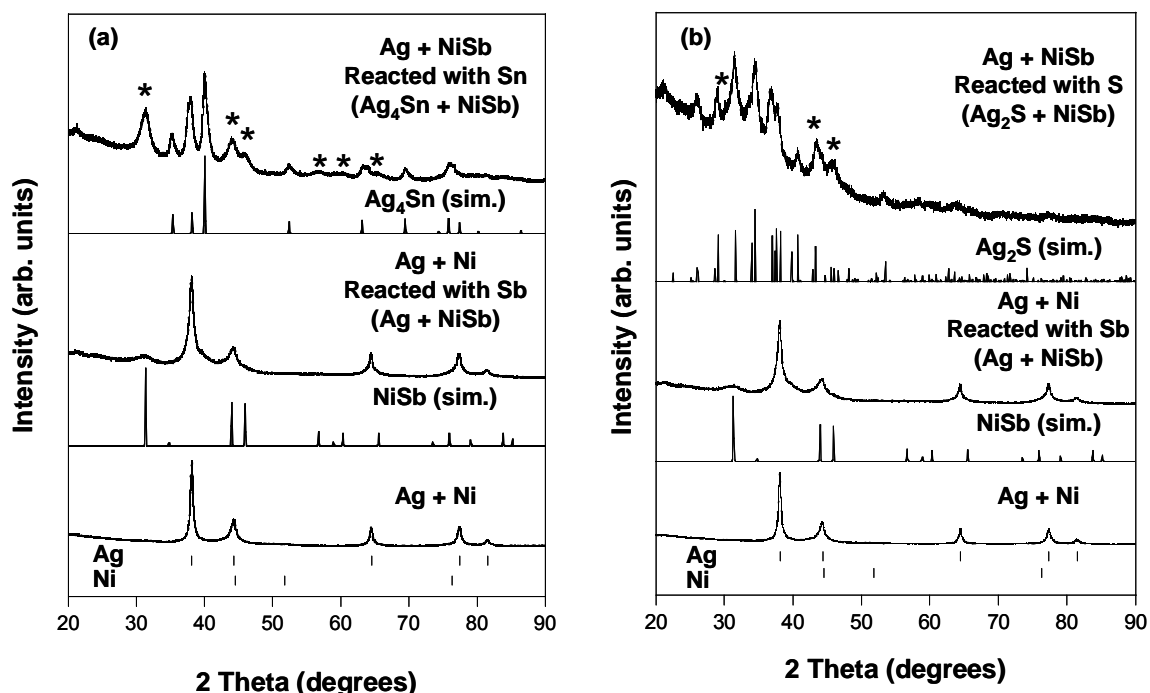 (a)
Ag + NiSb
Reacted with Sn
(Ag₄Sn + NiSb)
* * * * * *
Ag₄Sn (sim.)
Ag + Ni
Reacted with Sb
(Ag + NiSb)
NiSb (sim.)
Ag + Ni
Ag
Ni
20 30 40 50 60 70 80 90
2 Theta (degrees)
Intensity (arb. units)
(b)
Ag + NiSb
Reacted with S
(Ag₂S + NiSb)
* * *
Ag₂S (sim.)
Ag + Ni
Reacted with Sb
(Ag + NiSb)
NiSb (sim.)
Ag + Ni
Ag
Ni
20 30 40 50 60 70 80 90
2 Theta (degrees)
Intensity (arb. units)